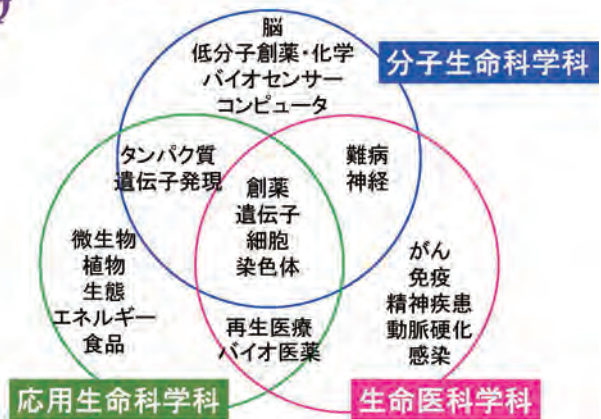 脳
低分子創薬・化学
バイオセンサー
コンピュータ
分子生命科学科
タンパク質
遺伝子発現
難病
神経
創薬
遺伝子
細胞
染色体
微生物
植物
生態
エネルギー
食品
がん
免疫
精神疾患
動脈硬化
感染
再生医療
バイオ医薬
応用生命科学科
生命医科学科